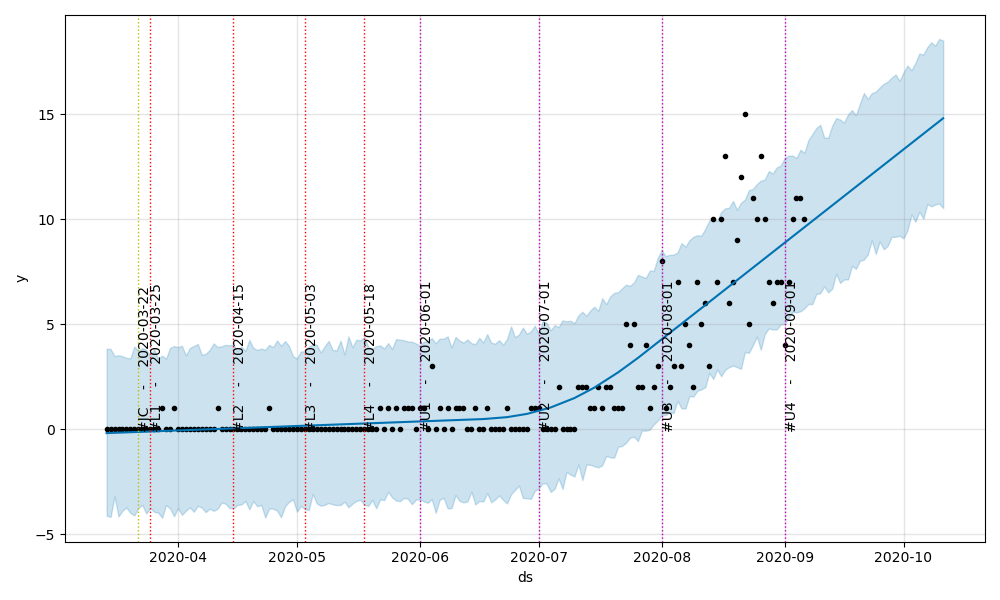 y
15
10
5
0
−5
#JC - 2020-03-22
#L1 - 2020-03-25
#L2 - 2020-04-15
#L3 - 2020-05-03
#L4 - 2020-05-18
#U1 - 2020-06-01
#U2 - 2020-07-01
#U3 - 2020-08-01
#U4 - 2020-09-01
2020-04
2020-05
2020-06
2020-07
2020-08
2020-09
2020-10
ds